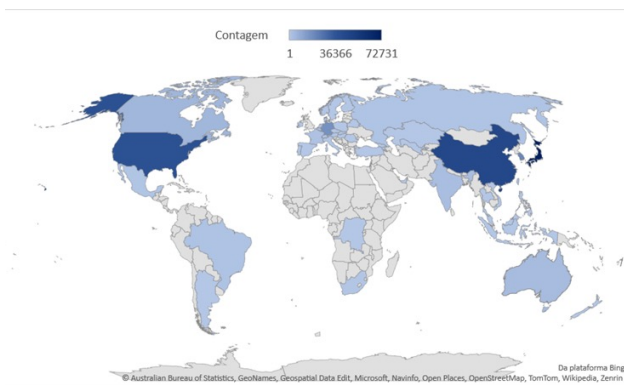 Contagem
1 36366 72731
Da plataforma Bing
© Australian Bureau of Statistics, GeoNames, Geospatial Data Edit, Microsoft, Navinfo, Open Places, OpenStreetMap, TomTom, Wikipedia, Zenrin